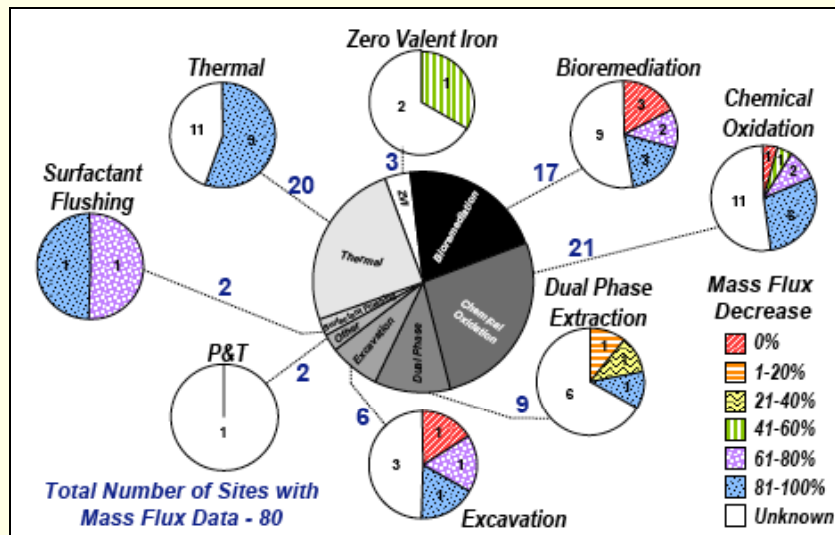 Zero Valent Iron
1
2
3
Thermal
11
9
20
Bioremediation
3
2
3
9
17
Chemical
Oxidation
1
1
2
6
11
21
Surfactant
Flushing
1
1
2
ZVI
Bioremediation
Thermal
Chemical
Oxidation
Surfactant Flushing
Other
Excavation
Dual Phase
Dual Phase
Extraction
1
1
1
6
9
P&T
1
2
6
1
1
1
3
Excavation
Mass Flux
Decrease
0%
1-20%
21-40%
41-60%
61-80%
81-100%
Unknown
Total Number of Sites with
Mass Flux Data - 80